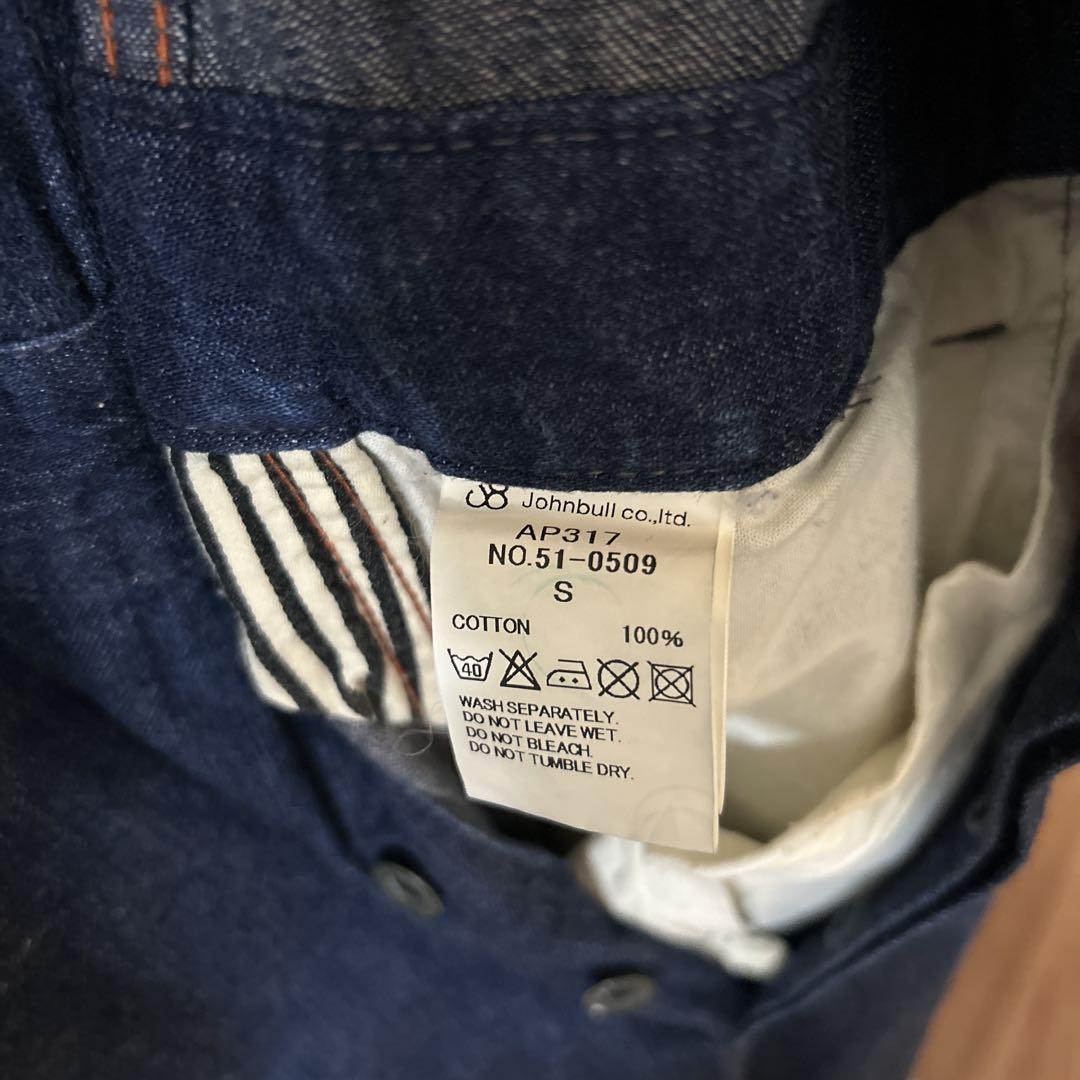 Johnbull co.,ltd.
AP317
NO.51-0509
S
COTTON 100%
40
WASH SEPARATELY.
DO NOT LEAVE WET.
DO NOT BLEACH.
DO NOT TUMBLE DRY.